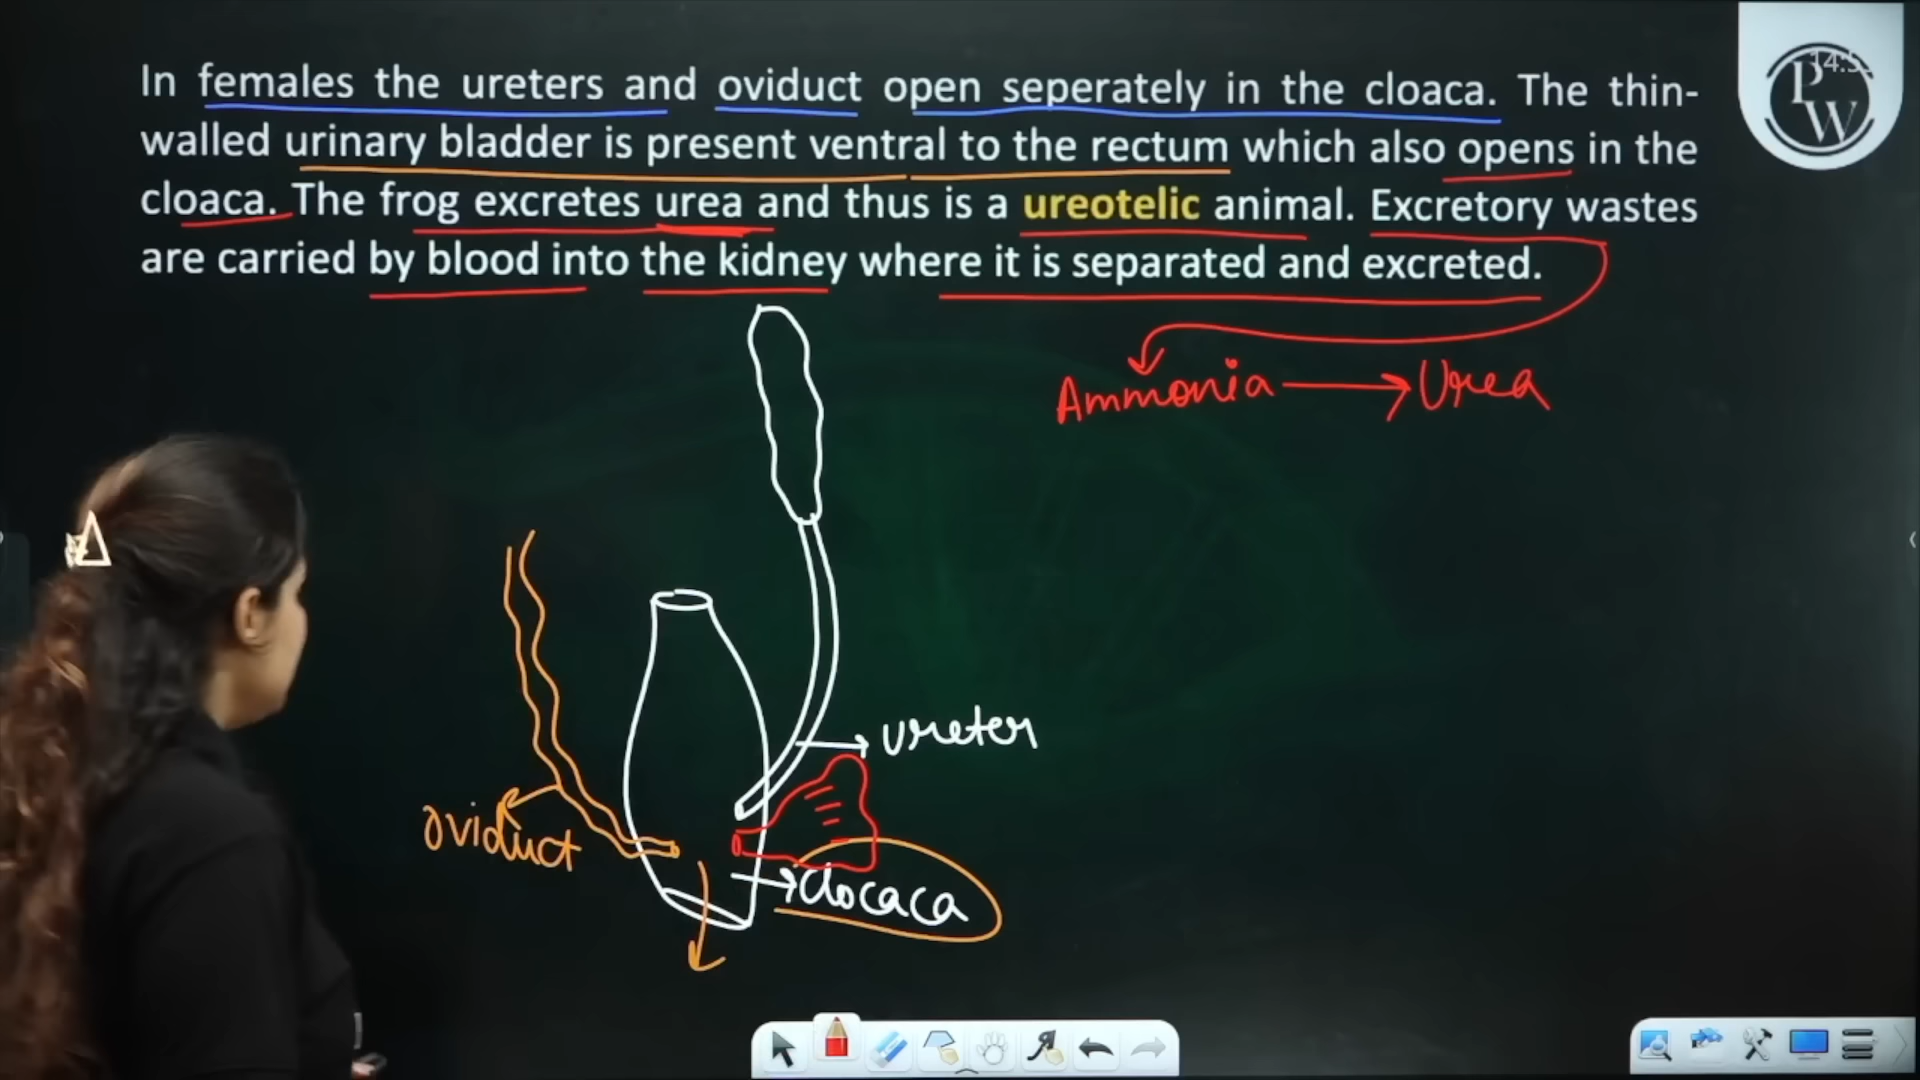 In females the ureters and oviduct open seperately in the cloaca. The thin-
walled urinary bladder is present ventral to the rectum which also opens in the
cloaca. The frog excretes urea and thus is a ureotelic animal. Excretory wastes
are carried by blood into the kidney where it is separated and excreted.
Ammonia → Urea
ureter
oviduct
cloaca
PW